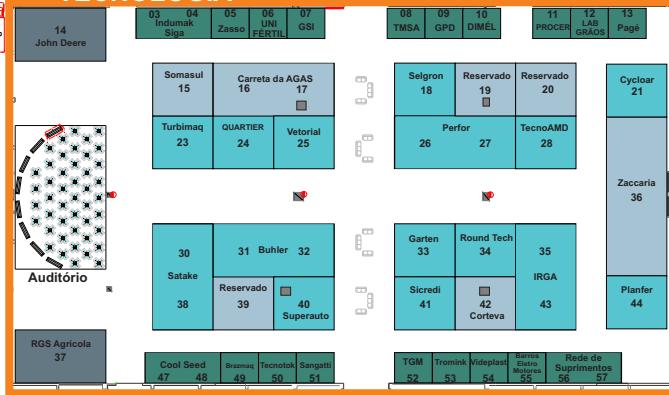 TECNOLOGIA
14
John Deere
03 04
Indumak
Siga
05
Zasso
06
UNI
FÉRTIL
07
GSI
08
TMSA
09
GPD
10
DIMÉL
11
PROCER
12
LAB
GRÃOS
13
Pagé
Somasul
15
Carreta da AGAS
16 17
Selgron
18
Reservado
19
Reservado
20
Cycloar
21
Turbimaq
23
QUARTIER
24
Vetorial
25
Perfor
26 27
TecnoAMD
28
Zaccaria
36
Auditório
30
Satake
38
31 Buhler 32
Reservado
39
40
Superauto
Garten
33
Round Tech
34
35
IRGA
43
Sicredi
41
42
Corteva
Planfer
44
RGS Agricola
37
Cool Seed
47 48
Brazmaq
49
Tecnotok
50
Sangatti
51
TGM
52
Tromink
53
Videplast
54
Barros
Eletro
Motores
55
Rede de
Suprimentos
56 57